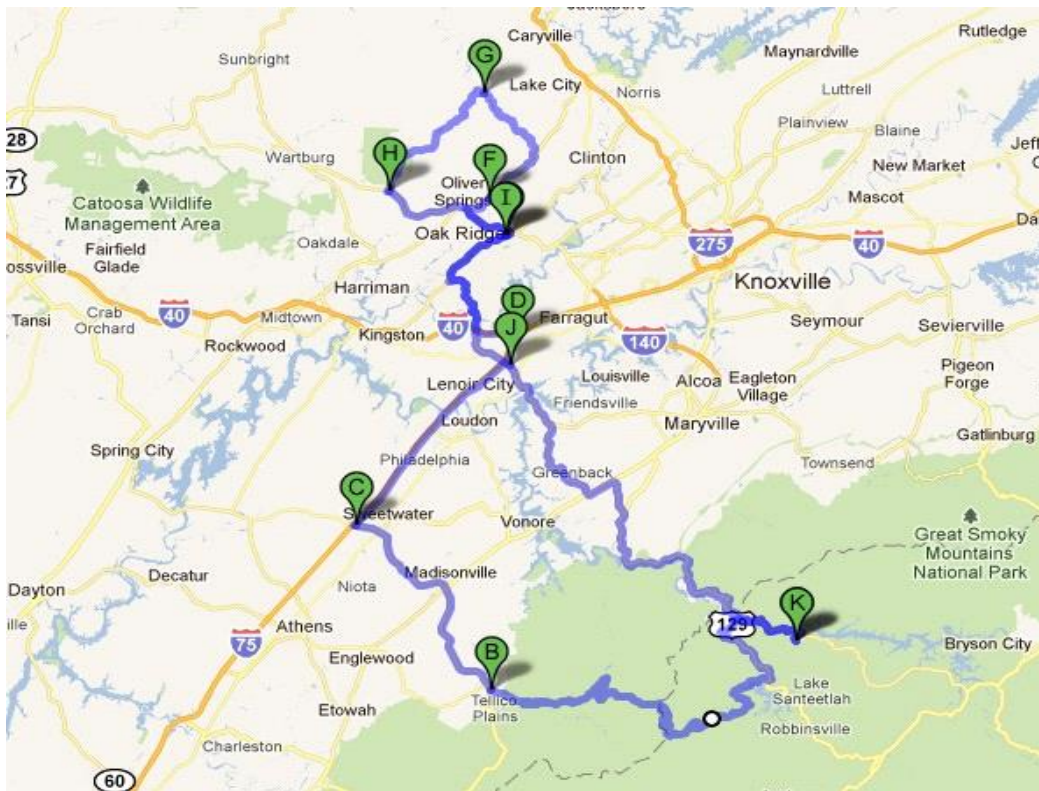 Caryville
Sunbright
Maynardville
Rutledge
G
Lake City
Norris
Luttrell
Plainview
Blaine
28
Wartburg
H
F
Clinton
New Market
7
Oliver
Springs
I
Mascot
Catoosa Wildlife
Management Area
Oak Ridge
Oakdale
275
40
Fairfield
Glade
Harriman
D
Knoxville
40
Midtown
40
Farragut
Tansi
Crab
Orchard
Kingston
J
Seymour
Sevierville
Rockwood
140
Louisville
Alcoa
Eagleton
Village
Pigeon
Forge
Lenoir City
Friendsville
Loudon
Maryville
Spring City
Gatlinburg
Philadelphia
Townsend
Greenback
C
Sweetwater
Vonore
Great Smoky
Mountains
National Park
Decatur
Madisonville
Niota
Dayton
K
129
Athens
75
Bryson City
Englewood
B
Lake
Santeetlah
Tellico
Plains
Etowah
Robbinsville
Charleston
60